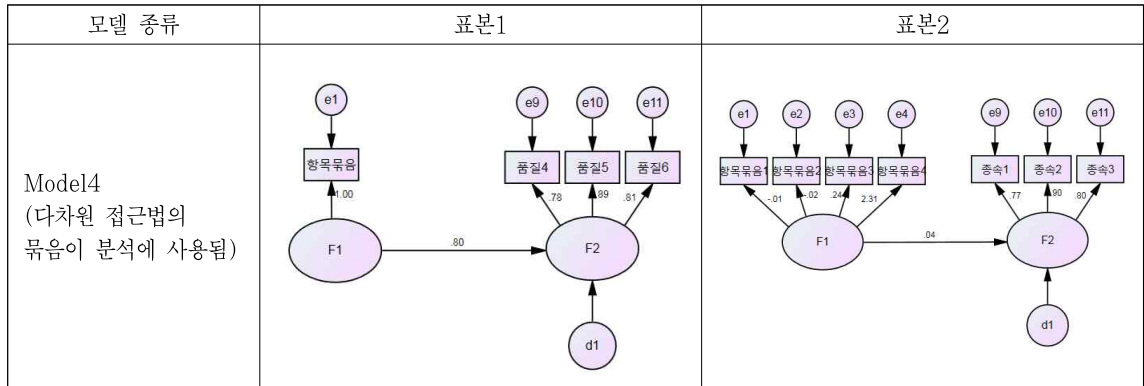 모델 종류
표본1
표본2
Model4
(다차원 접근법의
묶음이 분석에 사용됨)
e1
e9
e10
e11
항목묶음
품질4
품질5
품질6
1.00
.78
.89
.81
F1
.80
F2
d1
e1
e2
e3
e4
e9
e10
e11
항목묶음1
항목묶음2
항목묶음3
항목묶음4
종속1
종속2
종속3
-.01
-.02
.24
2.31
.77
.90
.80
F1
.04
F2
d1